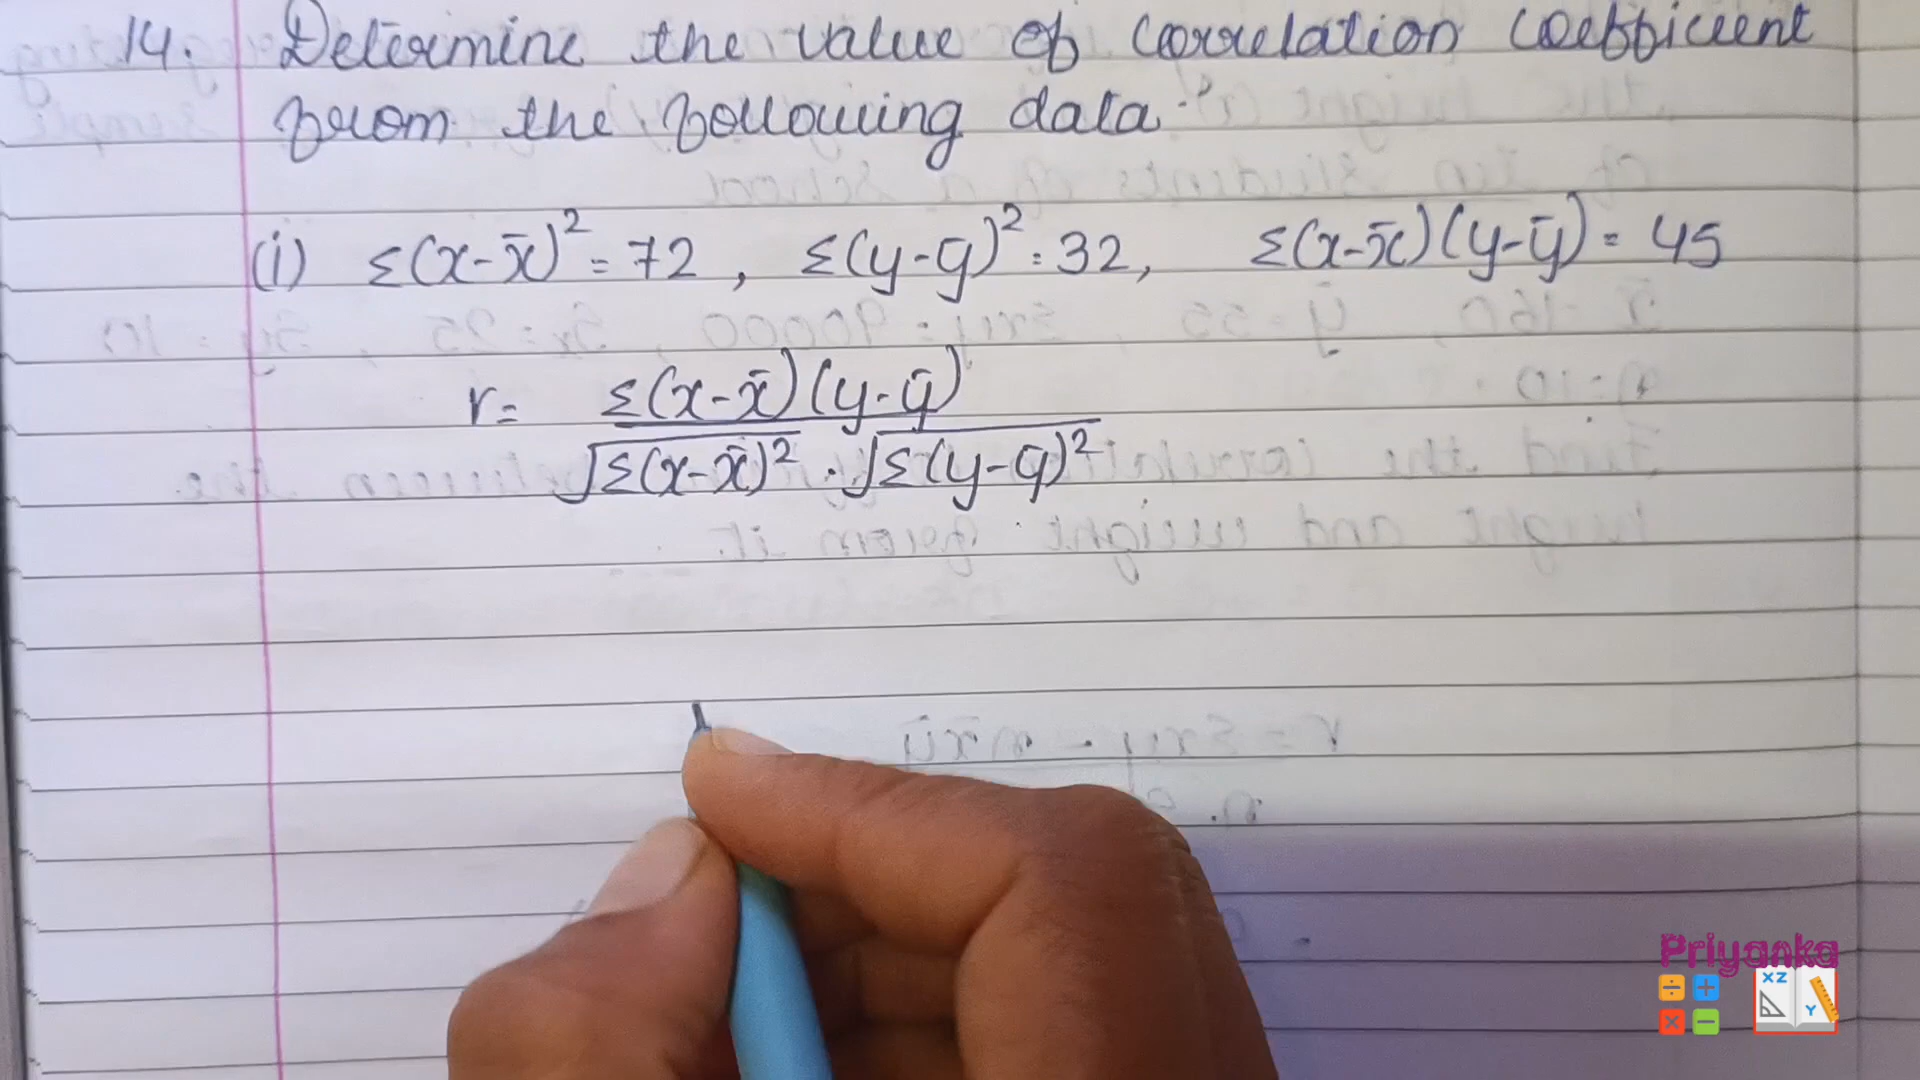 14. Determine the value of correlation coefficient
from the following data.
(i) Σ(x-x̄)² = 72, Σ(y-ȳ)² = 32, Σ(x-x̄)(y-ȳ) = 45
r = Σ(x-x̄)(y-ȳ)
√Σ(x-x̄)² · √Σ(y-ȳ)²
Priyanka
XZ
Y